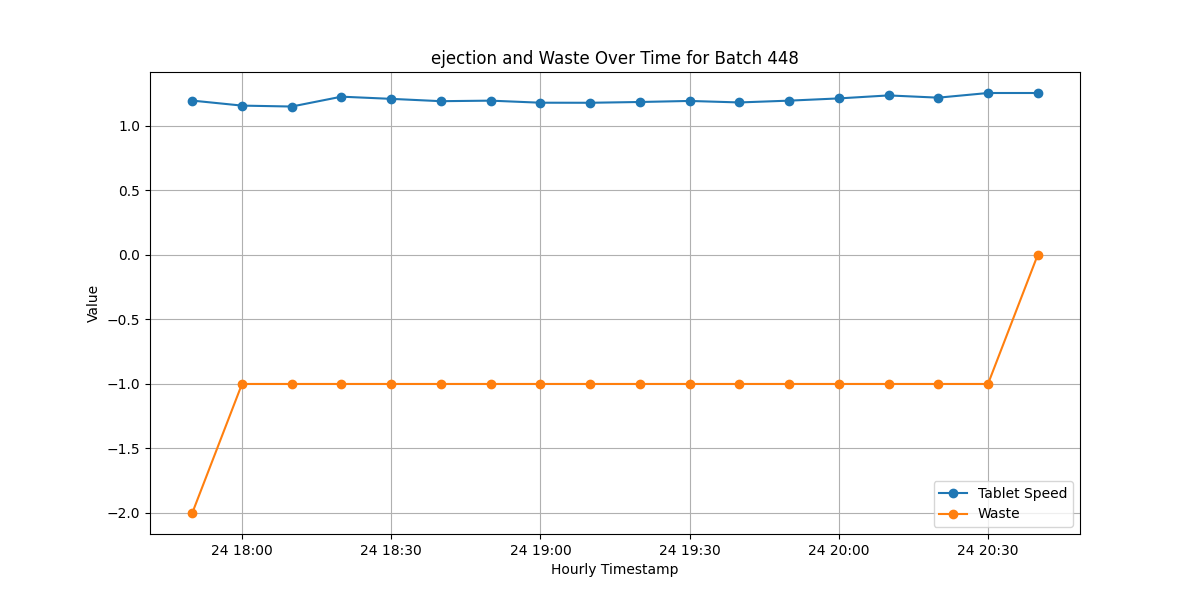 ejection and Waste Over Time for Batch 448
Value
1.0
0.5
0.0
−0.5
−1.0
−1.5
−2.0
Tablet Speed
Waste
24 18:00 24 18:30 24 19:00 24 19:30 24 20:00 24 20:30
Hourly Timestamp